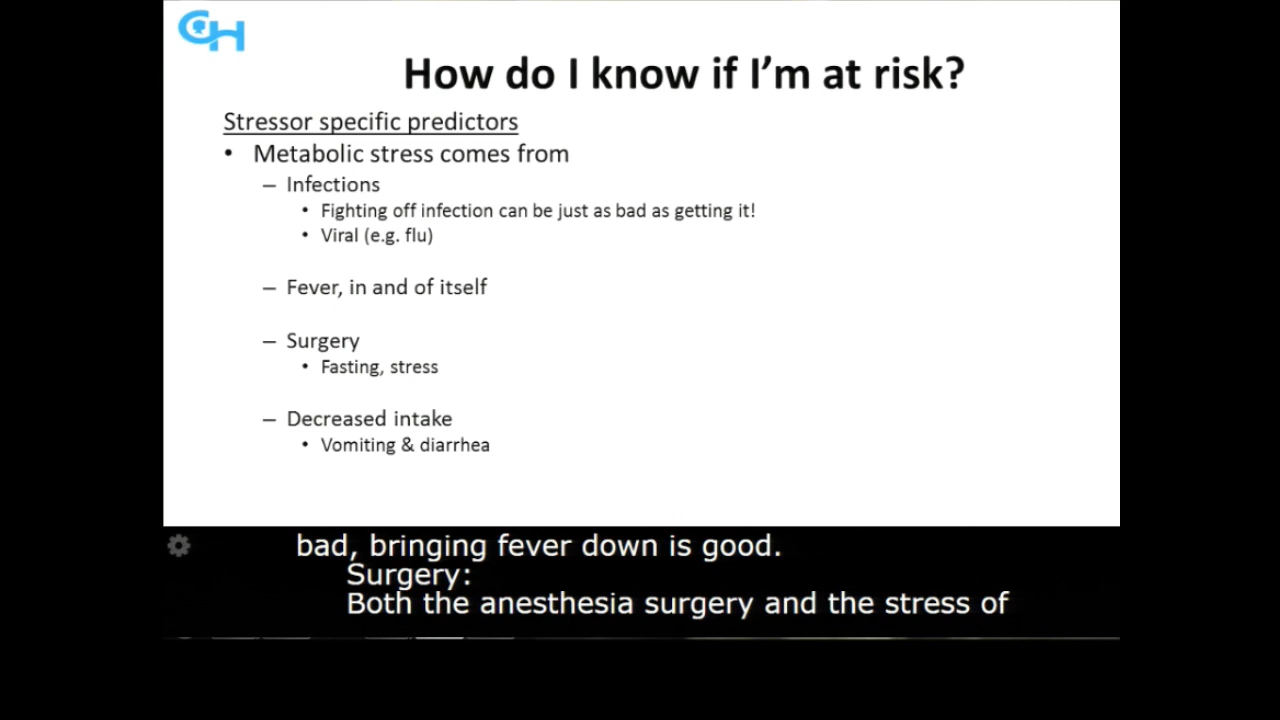 GH
How do I know if I'm at risk?
Stressor specific predictors
• Metabolic stress comes from
– Infections
• Fighting off infection can be just as bad as getting it!
• Viral (e.g. flu)
– Fever, in and of itself
– Surgery
• Fasting, stress
– Decreased intake
• Vomiting & diarrhea
bad, bringing fever down is good.
Surgery:
Both the anesthesia surgery and the stress of